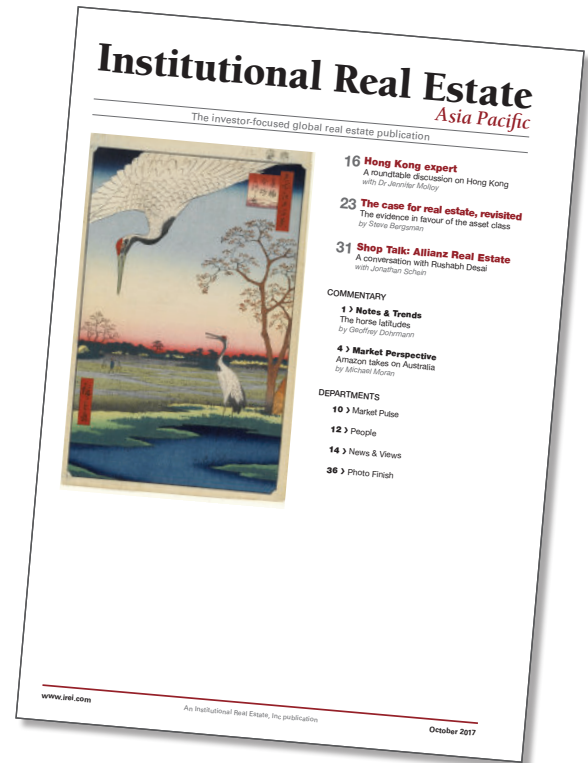 Institutional Real Estate
Asia Pacific
The investor-focused global real estate publication
16 Hong Kong expert
A roundtable discussion on Hong Kong
with Dr Jennifer Molloy
23 The case for real estate, revisited
The evidence in favour of the asset class
by Steve Bergsman
31 Shop Talk: Allianz Real Estate
A conversation with Rushabh Desai
with Jonathan Schein
COMMENTARY
1 › Notes & Trends
The horse latitudes
by Geoffrey Dohrmann
4 › Market Perspective
Amazon takes on Australia
by Michael Moran
DEPARTMENTS
10 › Market Pulse
12 › People
14 › News & Views
36 › Photo Finish
www.irei.com
An Institutional Real Estate, Inc publication
October 2017